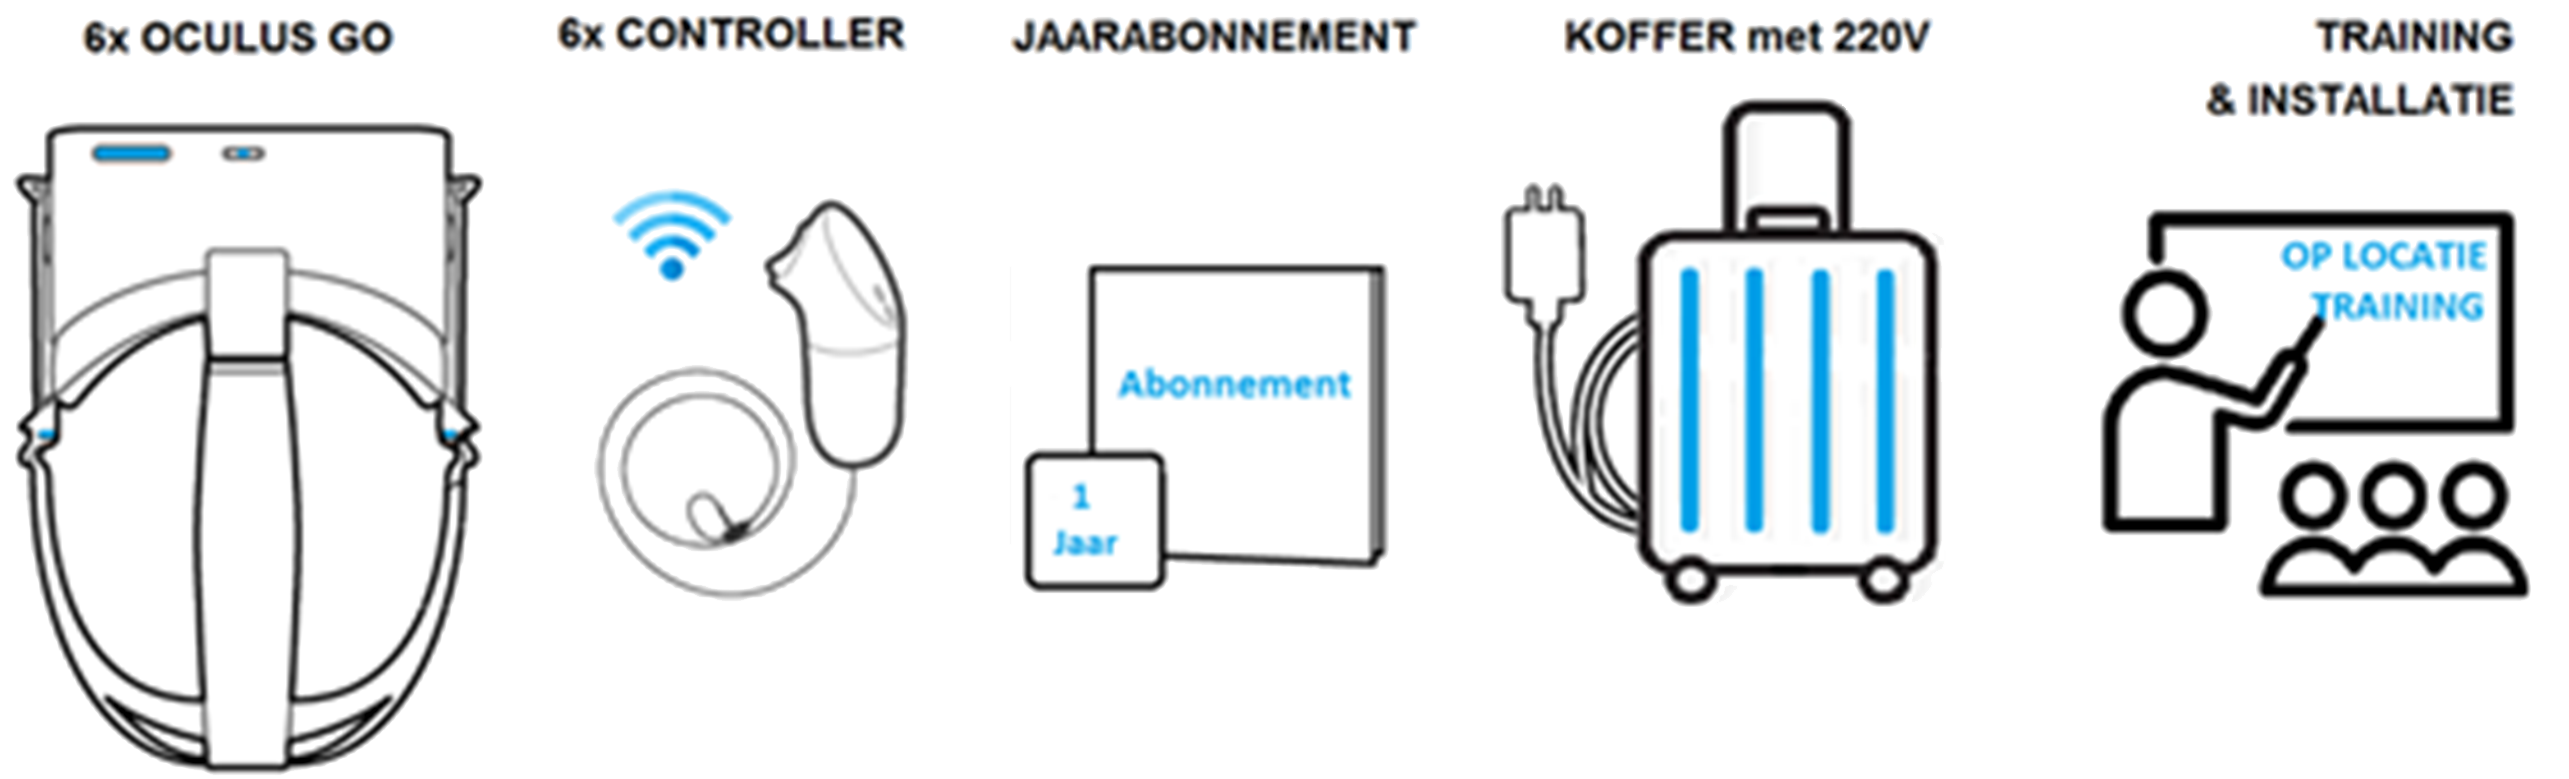 6x OCULUS GO
6x CONTROLLER
JAARABONNEMENT
Abonnement
1
Jaar
KOFFER met 220V
TRAINING
& INSTALLATIE
OP LOCATIE
TRAINING